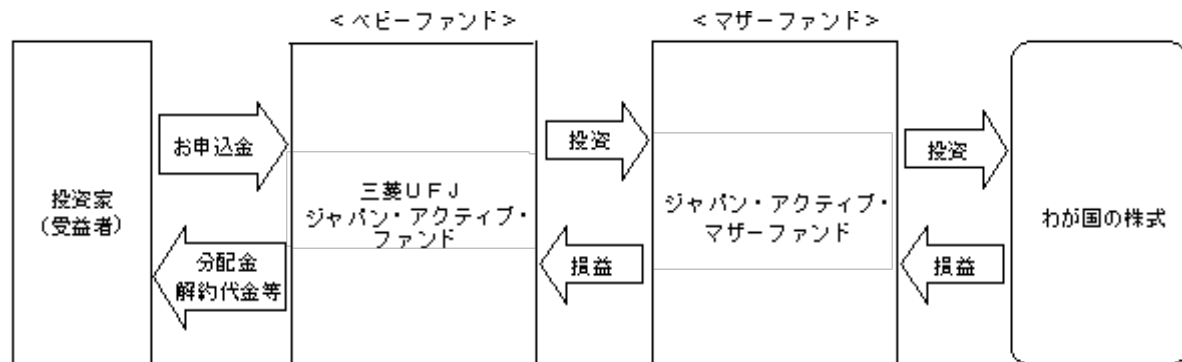 ＜ベビーファンド＞
＜マザーファンド＞
お申込金
投資
投資
投資家
(受益者)
三菱ＵＦＪ
ジャパン・アクティブ・
ファンド
ジャパン・アクティブ・
マザーファンド
わが国の株式
分配金
解約代金等
損益
損益